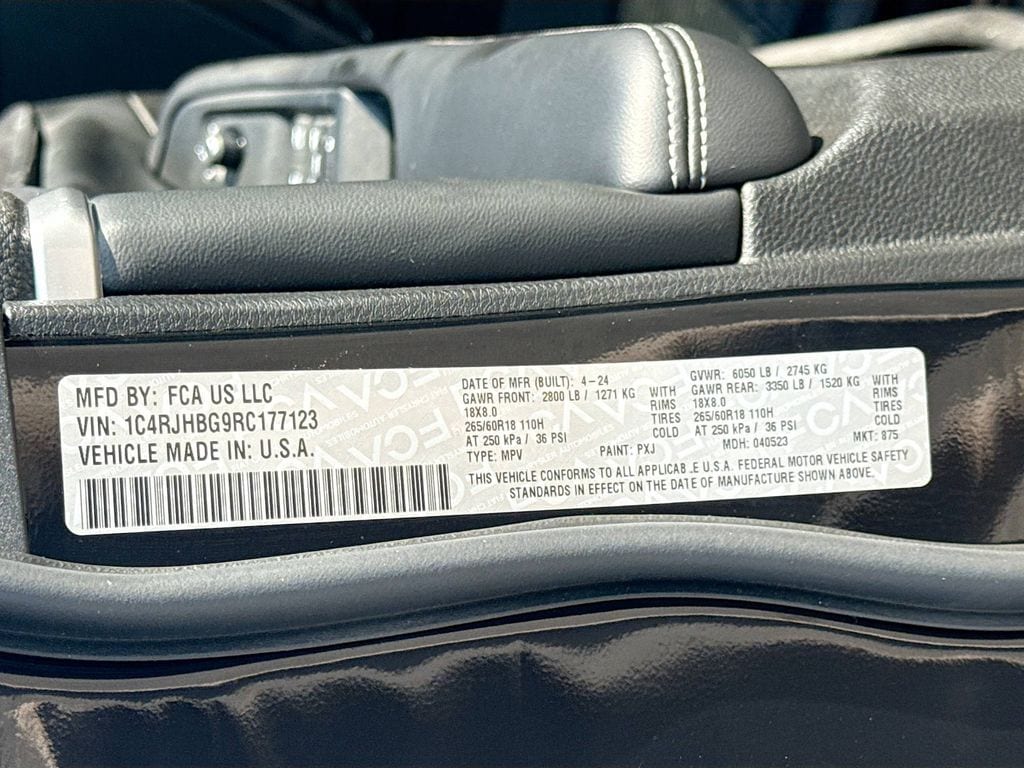 MFD BY: FCA US LLC
VIN: 1C4RJHBG9RC177123
VEHICLE MADE IN: U.S.A.
DATE OF MFR (BUILT): 4-24
GAWR FRONT: 2800 LB / 1271 KG WITH
18X8.0 RIMS
265/60R18 110H TIRES
AT 250 kPa / 36 PSI COLD
TYPE: MPV PAINT: PXJ
GVWR: 6050 LB / 2745 KG
GAWR REAR: 3350 LB / 1520 KG WITH
18X8.0 RIMS
265/60R18 110H TIRES
AT 250 kPa / 36 PSI COLD
MDH: 040523 MKT: 875
THIS VEHICLE CONFORMS TO ALL APPLICAB .E U.S.A. FEDERAL MOTOR VEHICLE SAFETY
STANDARDS IN EFFECT ON THE DATE OF MANUFACTURE SHOWN ABOVE.